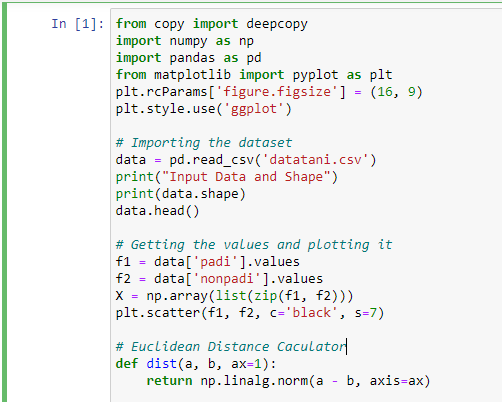 In [1]: from copy import deepcopy
import numpy as np
import pandas as pd
from matplotlib import pyplot as plt
plt.rcParams['figure.figsize'] = (16, 9)
plt.style.use('ggplot')

# Importing the dataset
data = pd.read_csv('datatani.csv')
print("Input Data and Shape")
print(data.shape)
data.head()

# Getting the values and plotting it
f1 = data['padi'].values
f2 = data['nonpadi'].values
X = np.array(list(zip(f1, f2)))
plt.scatter(f1, f2, c='black', s=7)

# Euclidean Distance Caculator
def dist(a, b, ax=1):
    return np.linalg.norm(a - b, axis=ax)